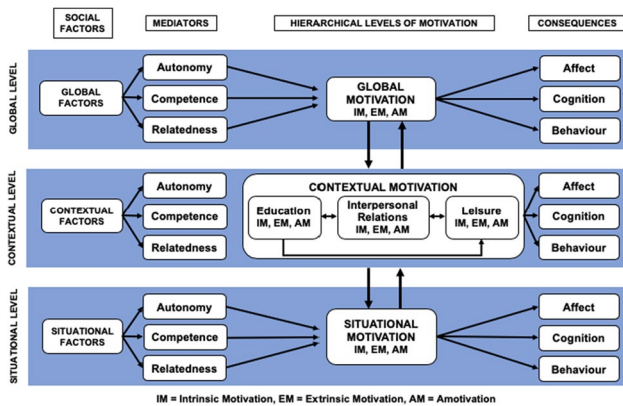 SOCIAL
FACTORS
MEDIATORS
HIERARCHICAL LEVELS OF MOTIVATION
CONSEQUENCES
GLOBAL LEVEL
GLOBAL
FACTORS
Autonomy
Competence
Relatedness
GLOBAL
MOTIVATION
IM, EM, AM
Affect
Cognition
Behaviour
CONTEXTUAL LEVEL
CONTEXTUAL
FACTORS
Autonomy
Competence
Relatedness
CONTEXTUAL MOTIVATION
Education
IM, EM, AM
Interpersonal
Relations
IM, EM, AM
Leisure
IM, EM, AM
Affect
Cognition
Behaviour
SITUATIONAL LEVEL
SITUATIONAL
FACTORS
Autonomy
Competence
Relatedness
SITUATIONAL
MOTIVATION
IM, EM, AM
Affect
Cognition
Behaviour
IM = Intrinsic Motivation, EM = Extrinsic Motivation, AM = Amotivation